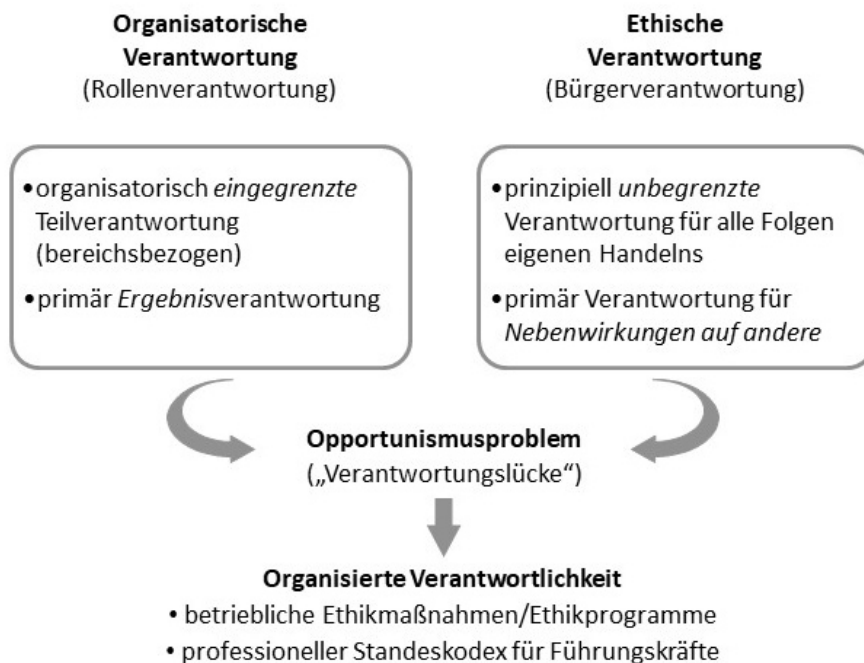 Organisatorische
Verantwortung
(Rollenverantwortung)
Ethische
Verantwortung
(Bürgerverantwortung)
•organisatorisch eingegrenzte
Teilverantwortung
(bereichsbezogen)
•primär Ergebnisverantwortung
•prinzipiell unbegrenzte
Verantwortung für alle Folgen
eigenen Handelns
•primär Verantwortung für
Nebenwirkungen auf andere
Opportunismusproblem
(„Verantwortungslücke“)
Organisierte Verantwortlichkeit
• betriebliche Ethikmaßnahmen/Ethikprogramme
• professioneller Standeskodex für Führungskräfte